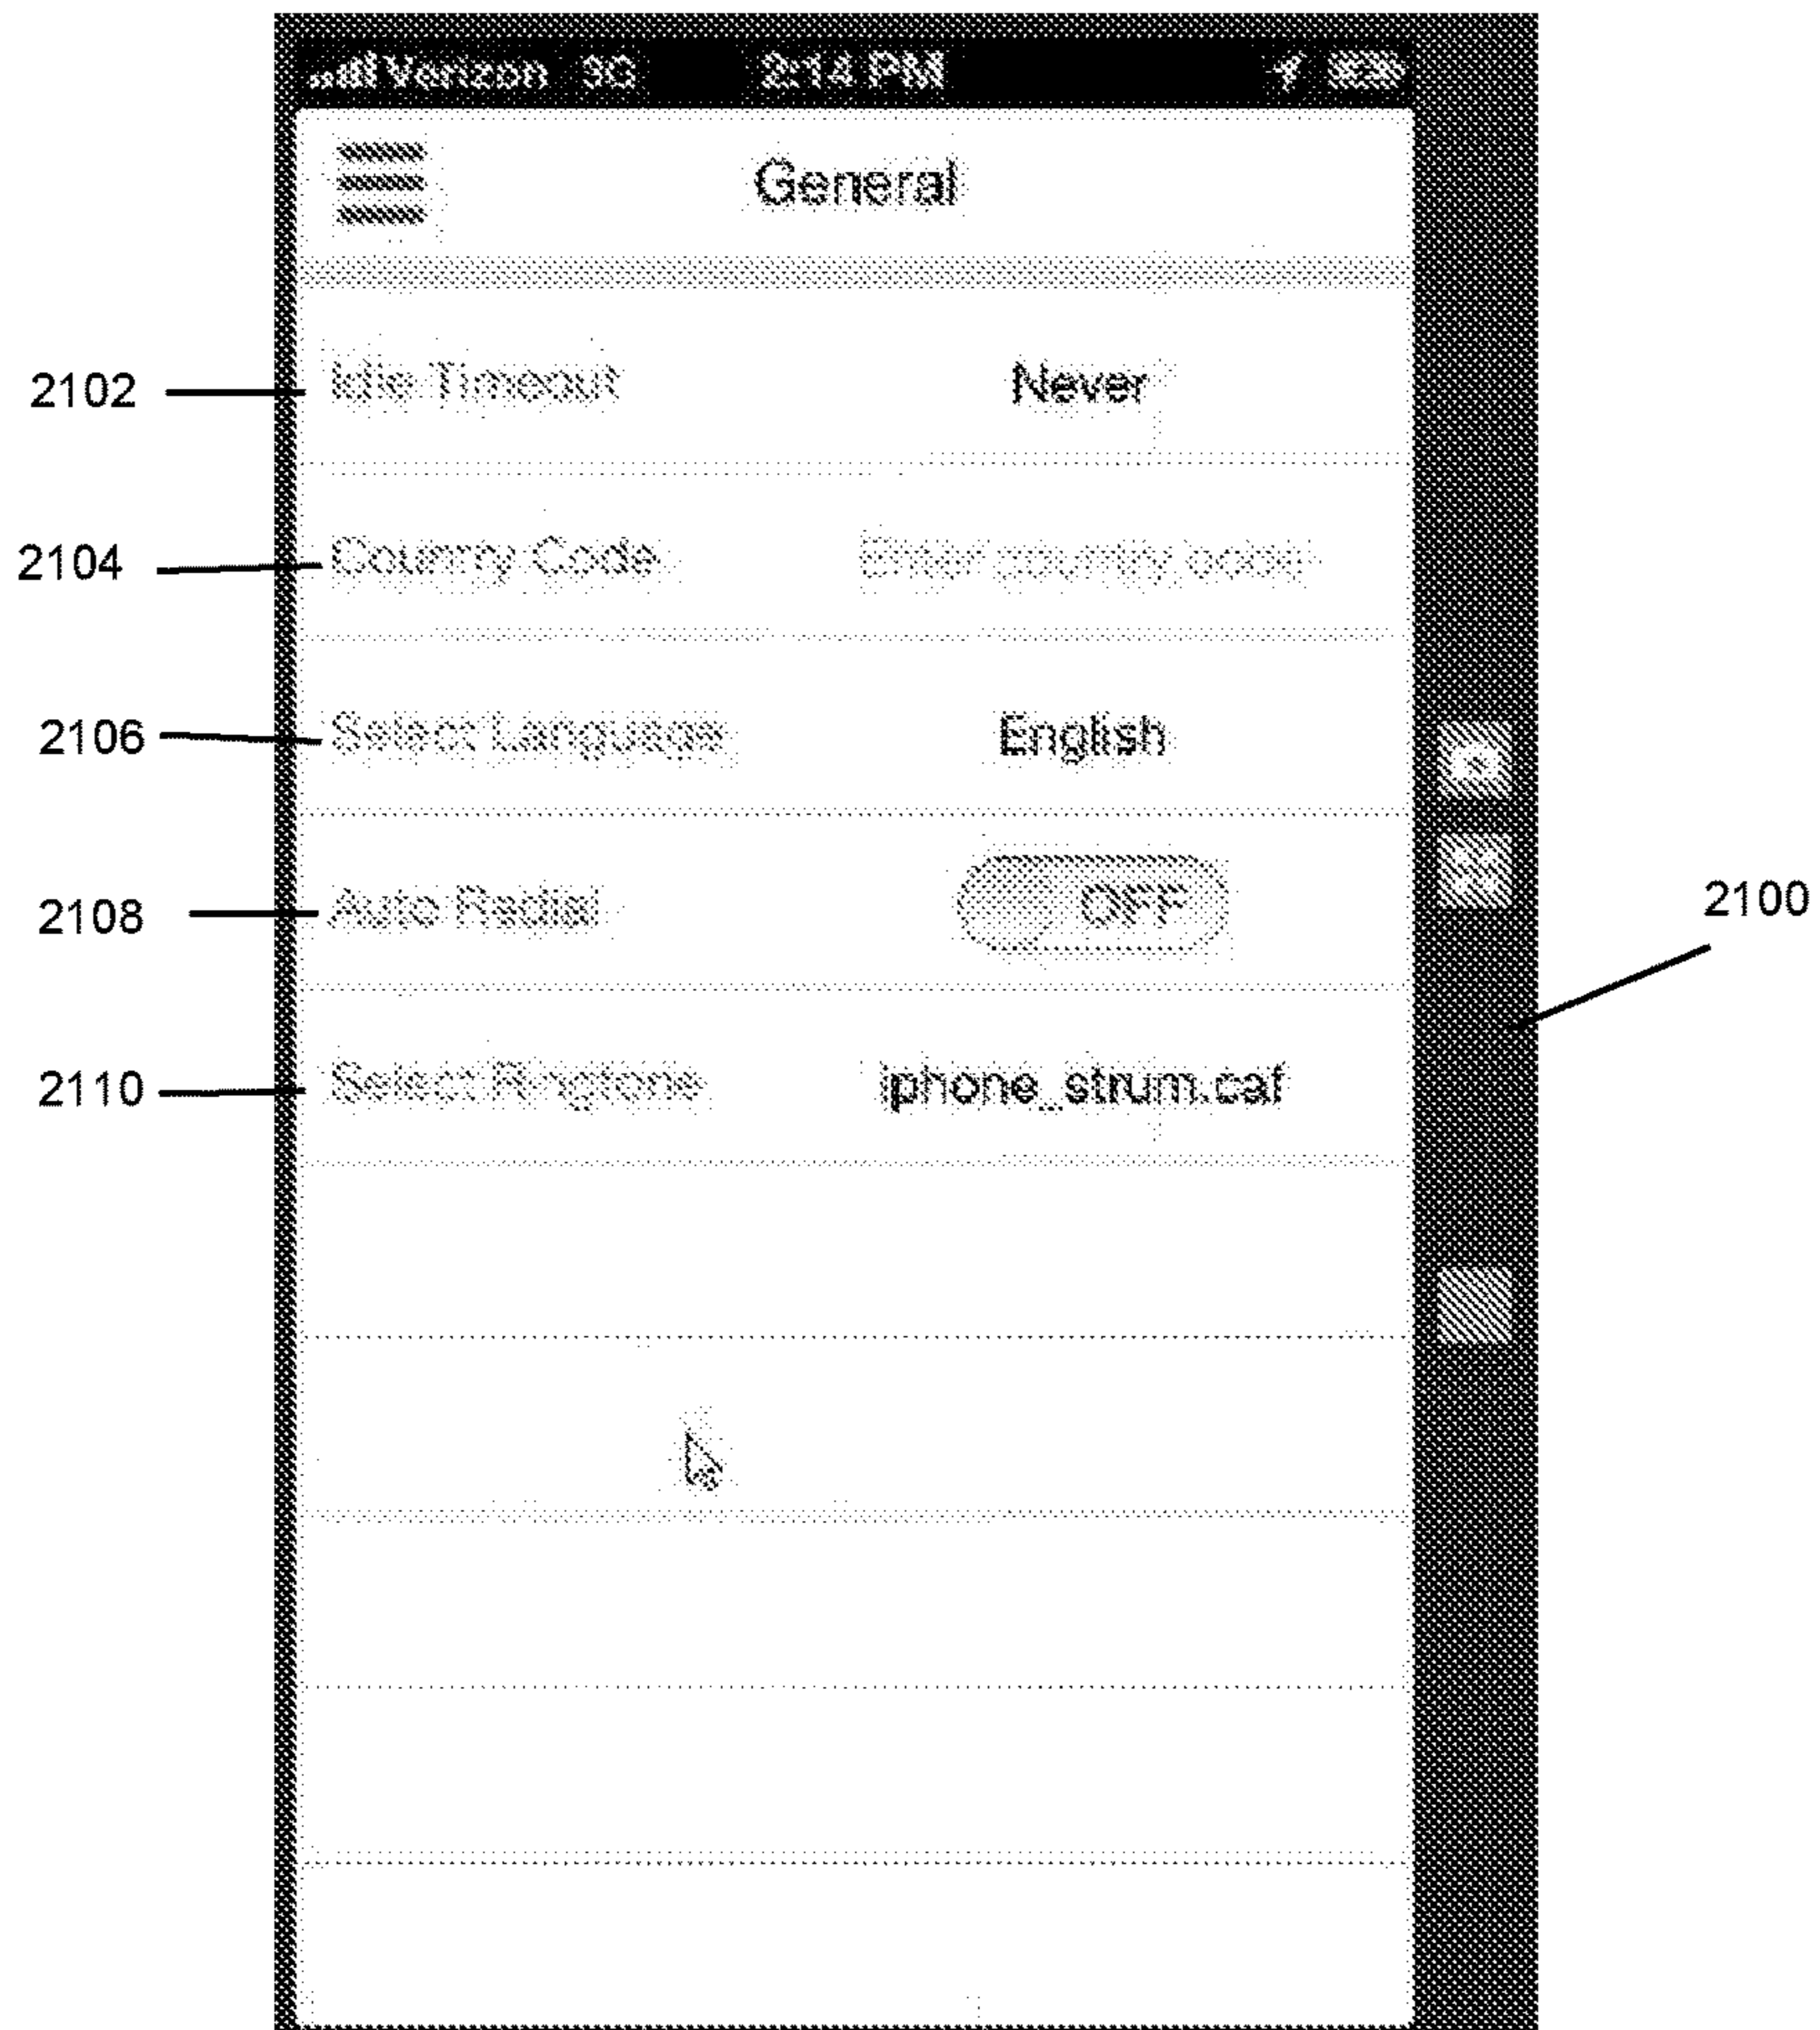 Verizon 3G 2:14 PM
General
2102 Idle Timeout Never
2104 Country Code Enter country code
2106 Select Language English
2108 Auto Redial OFF
2100
2110 Select Ringtone iphone_strum.caf